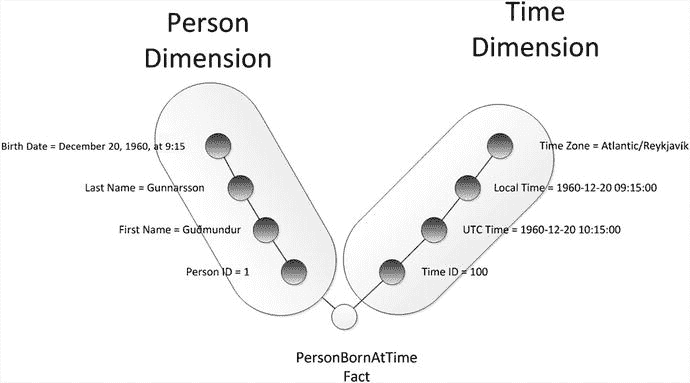 Person
Dimension
Time
Dimension
Birth Date = December 20, 1960, at 9:15
Time Zone = Atlantic/Reykjavík
Last Name = Gunnarsson
Local Time = 1960-12-20 09:15:00
First Name = Guðmundur
UTC Time = 1960-12-20 10:15:00
Person ID = 1
Time ID = 100
PersonBornAtTime
Fact